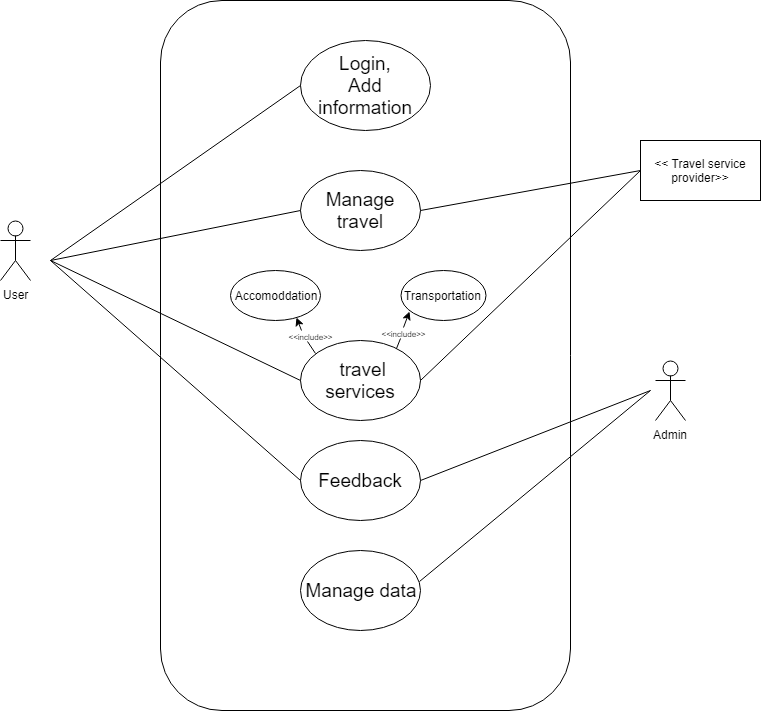 Login,
Add
information
Manage
travel
<< Travel service
provider>>
User
Accomoddation
Transportation
<<include>>
<<include>>
travel
services
Admin
Feedback
Manage data